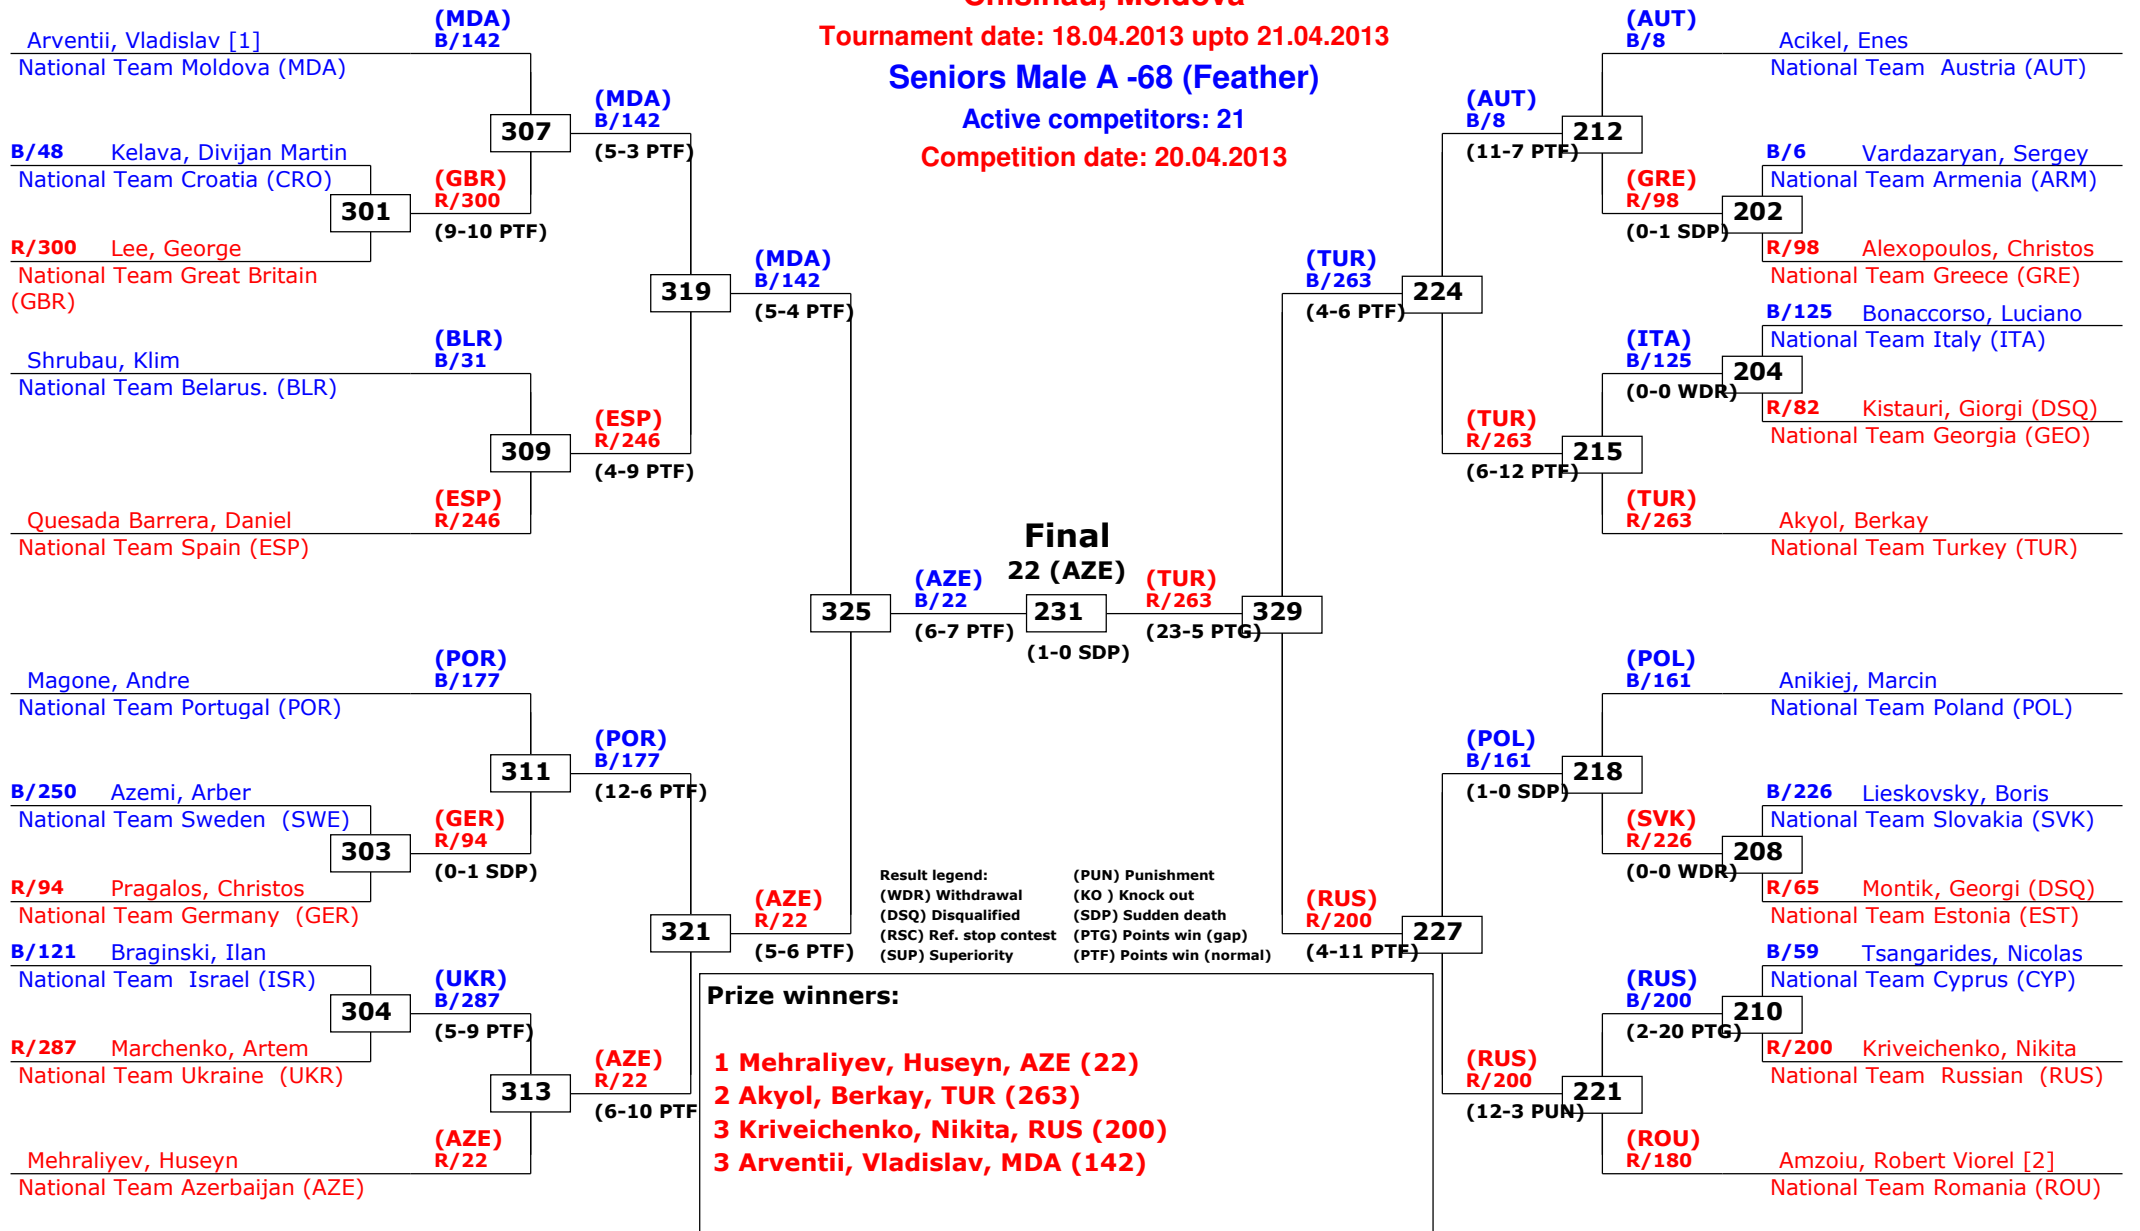 Chisinau, Moldova
Tournament date: 18.04.2013 upto 21.04.2013
Seniors Male A -68 (Feather)
Active competitors: 21
Competition date: 20.04.2013
(MDA)
Arventii, Vladislav [1] B/142
National Team Moldova (MDA)
B/48 Kelava, Divijan Martin
National Team Croatia (CRO)
301
R/300 Lee, George
National Team Great Britain
(GBR)
(GBR)
R/300
(9-10 PTF)
307
(MDA)
B/142
(5-3 PTF)
(BLR)
Shrubau, Klim B/31
National Team Belarus. (BLR)
309
(ESP)
R/246
(4-9 PTF)
(ESP)
Quesada Barrera, Daniel R/246
National Team Spain (ESP)
319
(MDA)
B/142
(5-4 PTF)
(POR)
Magone, Andre B/177
National Team Portugal (POR)
311
(POR)
B/177
(12-6 PTF)
B/250 Azemi, Arber
National Team Sweden (SWE)
303
(GER)
R/94
(0-1 SDP)
R/94 Pragalos, Christos
National Team Germany (GER)
B/121 Braginski, Ilan
National Team Israel (ISR)
304
(UKR)
B/287
(5-9 PTF)
R/287 Marchenko, Artem
National Team Ukraine (UKR)
313
(AZE)
R/22
(6-10 PTF
(AZE)
Mehraliyev, Huseyn R/22
National Team Azerbaijan (AZE)
321
(AZE)
R/22
(5-6 PTF)
325
(AZE)
B/22
(6-7 PTF)
Final
22 (AZE)
231
(1-0 SDP)
(TUR)
R/263
(23-5 PTG)
329
(TUR)
B/263
(4-6 PTF)
224
(AUT)
B/8
(11-7 PTF)
212
(AUT)
B/8 Acikel, Enes
National Team Austria (AUT)
B/6 Vardazaryan, Sergey
National Team Armenia (ARM)
(GRE)
R/98
(0-1 SDP)
202
R/98 Alexopoulos, Christos
National Team Greece (GRE)
B/125 Bonaccorso, Luciano
National Team Italy (ITA)
(ITA)
B/125
(0-0 WDR)
204
R/82 Kistauri, Giorgi (DSQ)
National Team Georgia (GEO)
(TUR)
R/263
(6-12 PTF)
215
(TUR)
R/263 Akyol, Berkay
National Team Turkey (TUR)
(POL)
B/161 Anikiej, Marcin
National Team Poland (POL)
(POL)
B/161
(1-0 SDP)
218
B/226 Lieskovsky, Boris
National Team Slovakia (SVK)
(SVK)
R/226
(0-0 WDR)
208
R/65 Montik, Georgi (DSQ)
National Team Estonia (EST)
(RUS)
R/200
(4-11 PTF)
227
B/59 Tsangarides, Nicolas
National Team Cyprus (CYP)
(RUS)
B/200
(2-20 PTG)
210
R/200 Kriveichenko, Nikita
National Team Russian (RUS)
(RUS)
R/200
(12-3 PUN)
221
(ROU)
R/180 Amzoiu, Robert Viorel [2]
National Team Romania (ROU)
Result legend: (PUN) Punishment
(WDR) Withdrawal (KO ) Knock out
(DSQ) Disqualified (SDP) Sudden death
(RSC) Ref. stop contest (PTG) Points win (gap)
(SUP) Superiority (PTF) Points win (normal)
Prize winners:
1 Mehraliyev, Huseyn, AZE (22)
2 Akyol, Berkay, TUR (263)
3 Kriveichenko, Nikita, RUS (200)
3 Arventii, Vladislav, MDA (142)